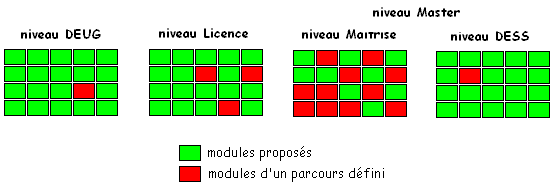 niveau Master
niveau DEUG
niveau Licence
niveau Maîtrise
niveau DESS
modules proposés
modules d'un parcours défini